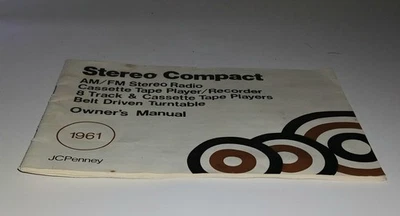 Stereo Compact
AM/FM Stereo Radio
Cassette Tape Player/Recorder
8 Track & Cassette Tape Players
Belt Driven Turntable
Owner's Manual
1961
JCPenney